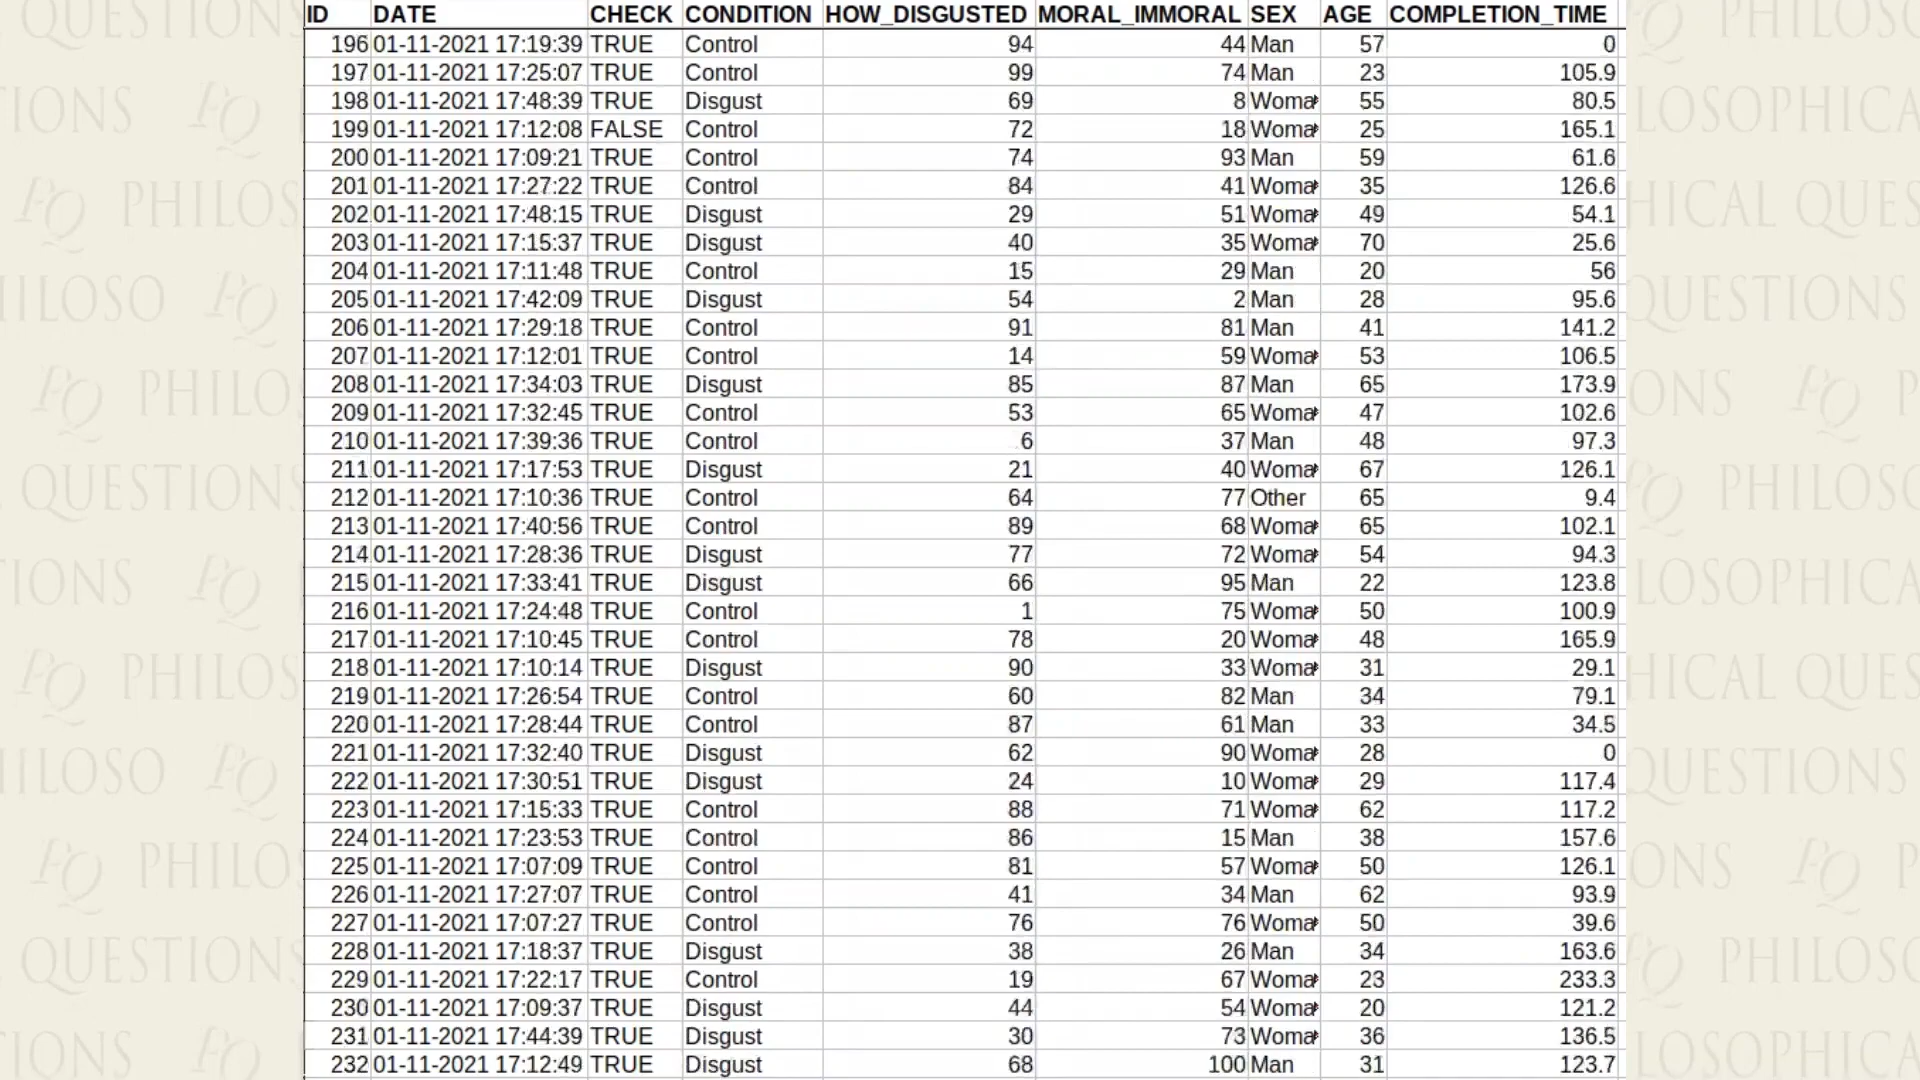 ID DATE CHECK CONDITION HOW_DISGUSTED MORAL_IMMORAL SEX AGE COMPLETION_TIME
196 01-11-2021 17:19:39 TRUE Control 94 44 Man 57 0
197 01-11-2021 17:25:07 TRUE Control 99 74 Man 23 105.9
198 01-11-2021 17:48:39 TRUE Disgust 69 8 Woma 55 80.5
199 01-11-2021 17:12:08 FALSE Control 72 18 Woma 25 165.1
200 01-11-2021 17:09:21 TRUE Control 74 93 Man 59 61.6
201 01-11-2021 17:27:22 TRUE Control 84 41 Woma 35 126.6
202 01-11-2021 17:48:15 TRUE Disgust 29 51 Woma 49 54.1
203 01-11-2021 17:15:37 TRUE Disgust 40 35 Woma 70 25.6
204 01-11-2021 17:11:48 TRUE Control 15 29 Man 20 56
205 01-11-2021 17:42:09 TRUE Disgust 54 2 Man 28 95.6
206 01-11-2021 17:29:18 TRUE Control 91 81 Man 41 141.2
207 01-11-2021 17:12:01 TRUE Control 14 59 Woma 53 106.5
208 01-11-2021 17:34:03 TRUE Disgust 85 87 Man 65 173.9
209 01-11-2021 17:32:45 TRUE Control 53 65 Woma 47 102.6
210 01-11-2021 17:39:36 TRUE Control 6 37 Man 48 97.3
211 01-11-2021 17:17:53 TRUE Disgust 21 40 Woma 67 126.1
212 01-11-2021 17:10:36 TRUE Control 64 77 Other 65 9.4
213 01-11-2021 17:40:56 TRUE Control 89 68 Woma 65 102.1
214 01-11-2021 17:28:36 TRUE Disgust 77 72 Woma 54 94.3
215 01-11-2021 17:33:41 TRUE Disgust 66 95 Man 22 123.8
216 01-11-2021 17:24:48 TRUE Control 1 75 Woma 50 100.9
217 01-11-2021 17:10:45 TRUE Control 78 20 Woma 48 165.9
218 01-11-2021 17:10:14 TRUE Disgust 90 33 Woma 31 29.1
219 01-11-2021 17:26:54 TRUE Control 60 82 Man 34 79.1
220 01-11-2021 17:28:44 TRUE Control 87 61 Man 33 34.5
221 01-11-2021 17:32:40 TRUE Disgust 62 90 Woma 28 0
222 01-11-2021 17:30:51 TRUE Disgust 24 10 Woma 29 117.4
223 01-11-2021 17:15:33 TRUE Control 88 71 Woma 62 117.2
224 01-11-2021 17:23:53 TRUE Control 86 15 Man 38 157.6
225 01-11-2021 17:07:09 TRUE Control 81 57 Woma 50 126.1
226 01-11-2021 17:27:07 TRUE Control 41 34 Man 62 93.9
227 01-11-2021 17:07:27 TRUE Control 76 76 Woma 50 39.6
228 01-11-2021 17:18:37 TRUE Disgust 38 26 Man 34 163.6
229 01-11-2021 17:22:17 TRUE Control 19 67 Woma 23 233.3
230 01-11-2021 17:09:37 TRUE Disgust 44 54 Woma 20 121.2
231 01-11-2021 17:44:39 TRUE Disgust 30 73 Woma 36 136.5
232 01-11-2021 17:12:49 TRUE Disgust 68 100 Man 31 123.7